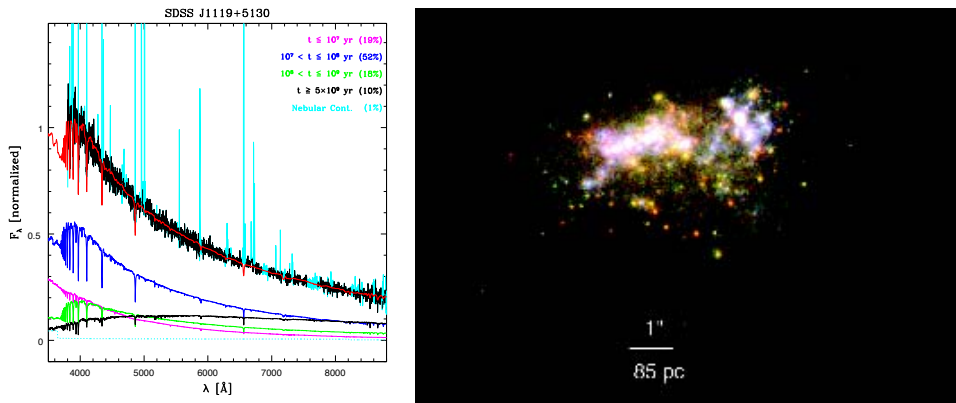 SDSS J1119+5130
t ≤ 10⁷ yr (19%)
10⁷ < t ≤ 10⁸ yr (52%)
10⁸ < t ≤ 10⁹ yr (18%)
t ≥ 5×10⁹ yr (10%)
Nebular Cont. (1%)
1
0.5
0
F_λ [normalized]
4000 5000 6000 7000 8000
λ [Å]
1"
85 pc